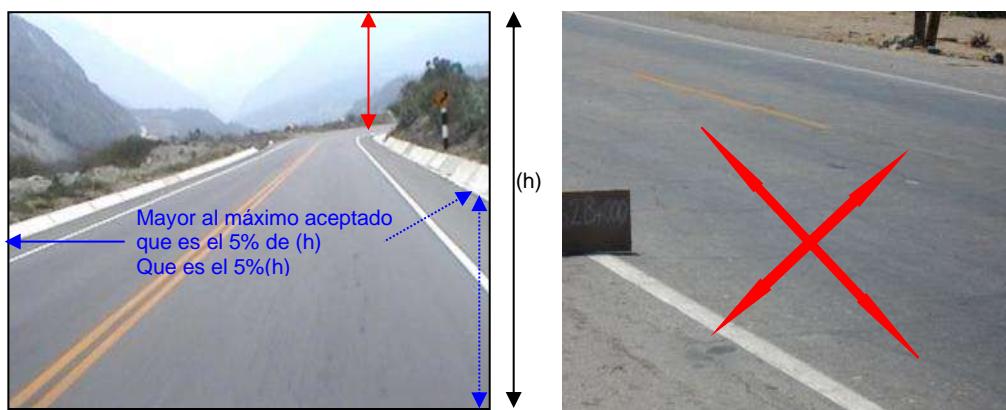 Mayor al máximo aceptado
que es el 5% de (h)
Que es el 5%(h)
(h)